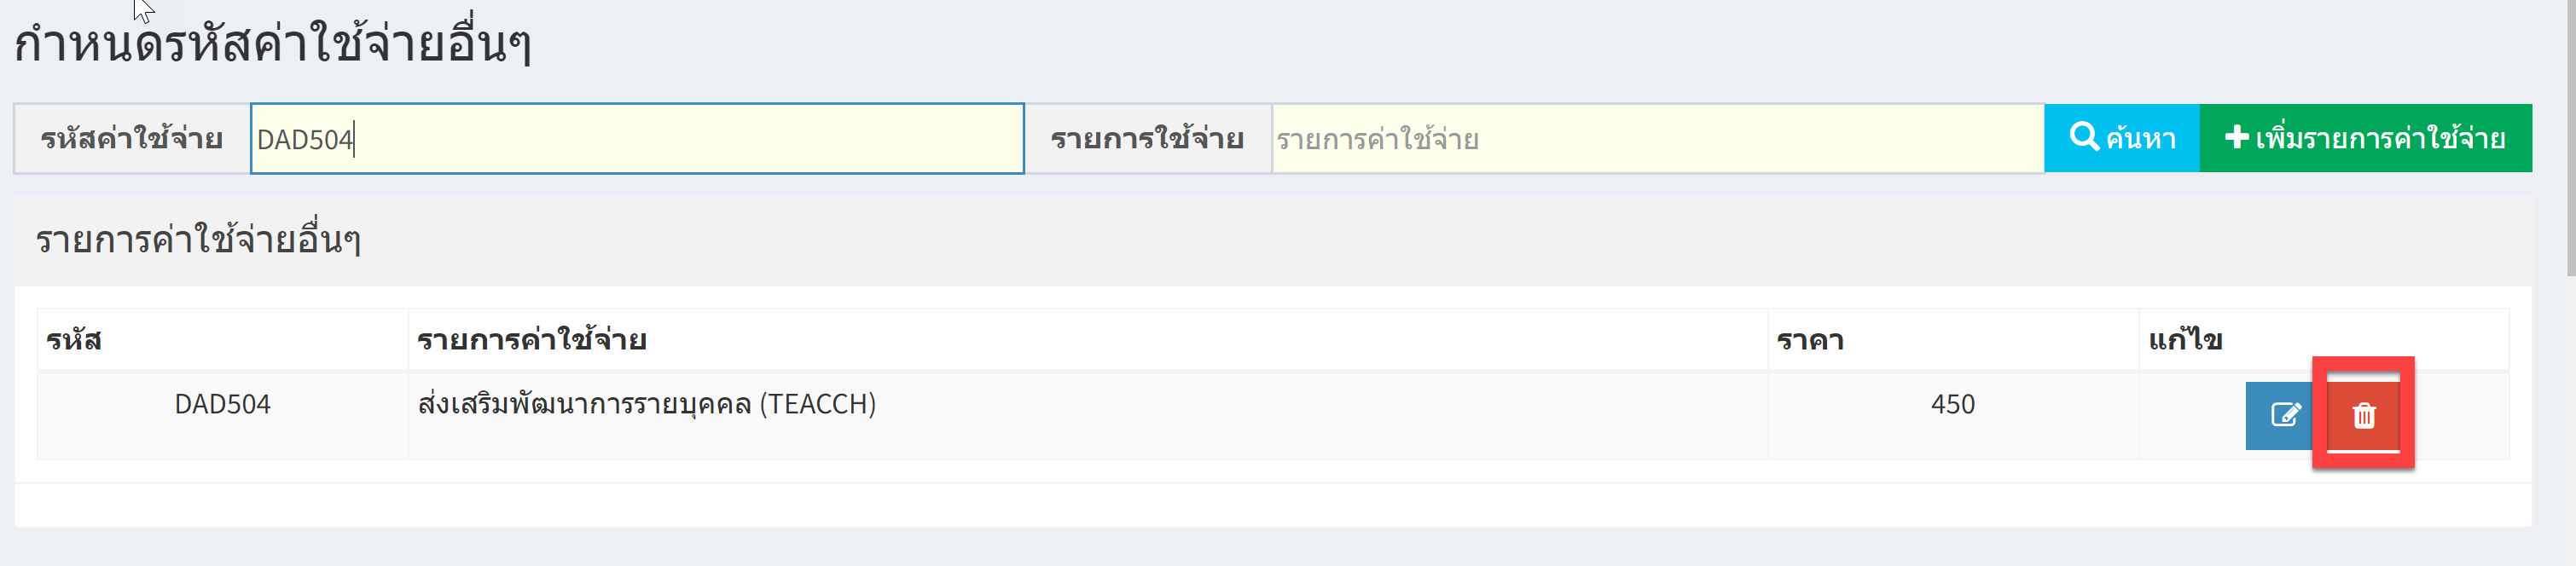 กำหนดรหัสค่าใช้จ่ายอื่นๆ
รหัสค่าใช้จ่าย DAD504 รายการใช้จ่าย รายการค่าใช้จ่าย ค้นหา เพิ่มรายการค่าใช้จ่าย
รายการค่าใช้จ่ายอื่นๆ
รหัส รายการค่าใช้จ่าย ราคา แก้ไข
DAD504 ส่งเสริมพัฒนาการรายบุคคล (TEACCH) 450